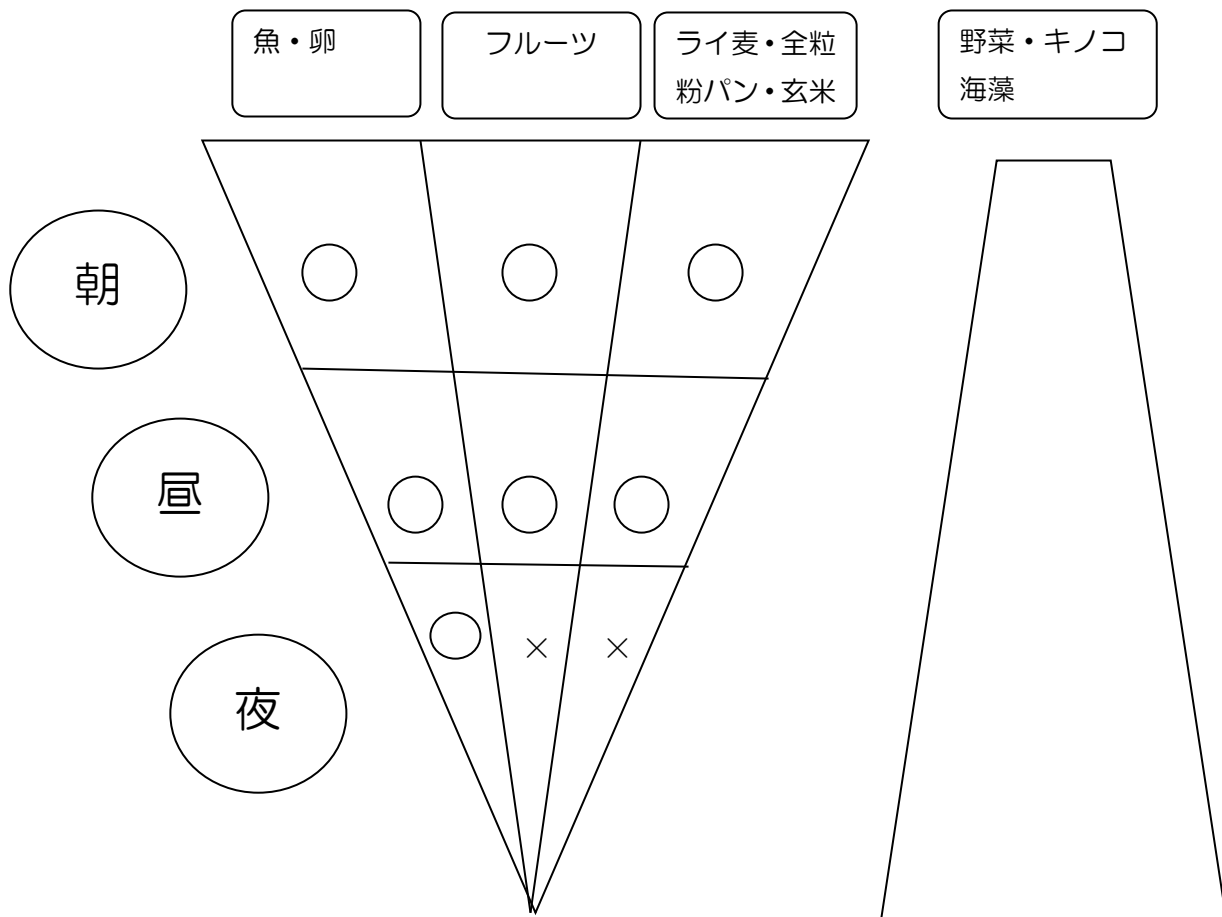 魚・卵
フルーツ
ライ麦・全粒
粉パン・玄米
野菜・キノコ
海藻
朝
昼
夜
× ×